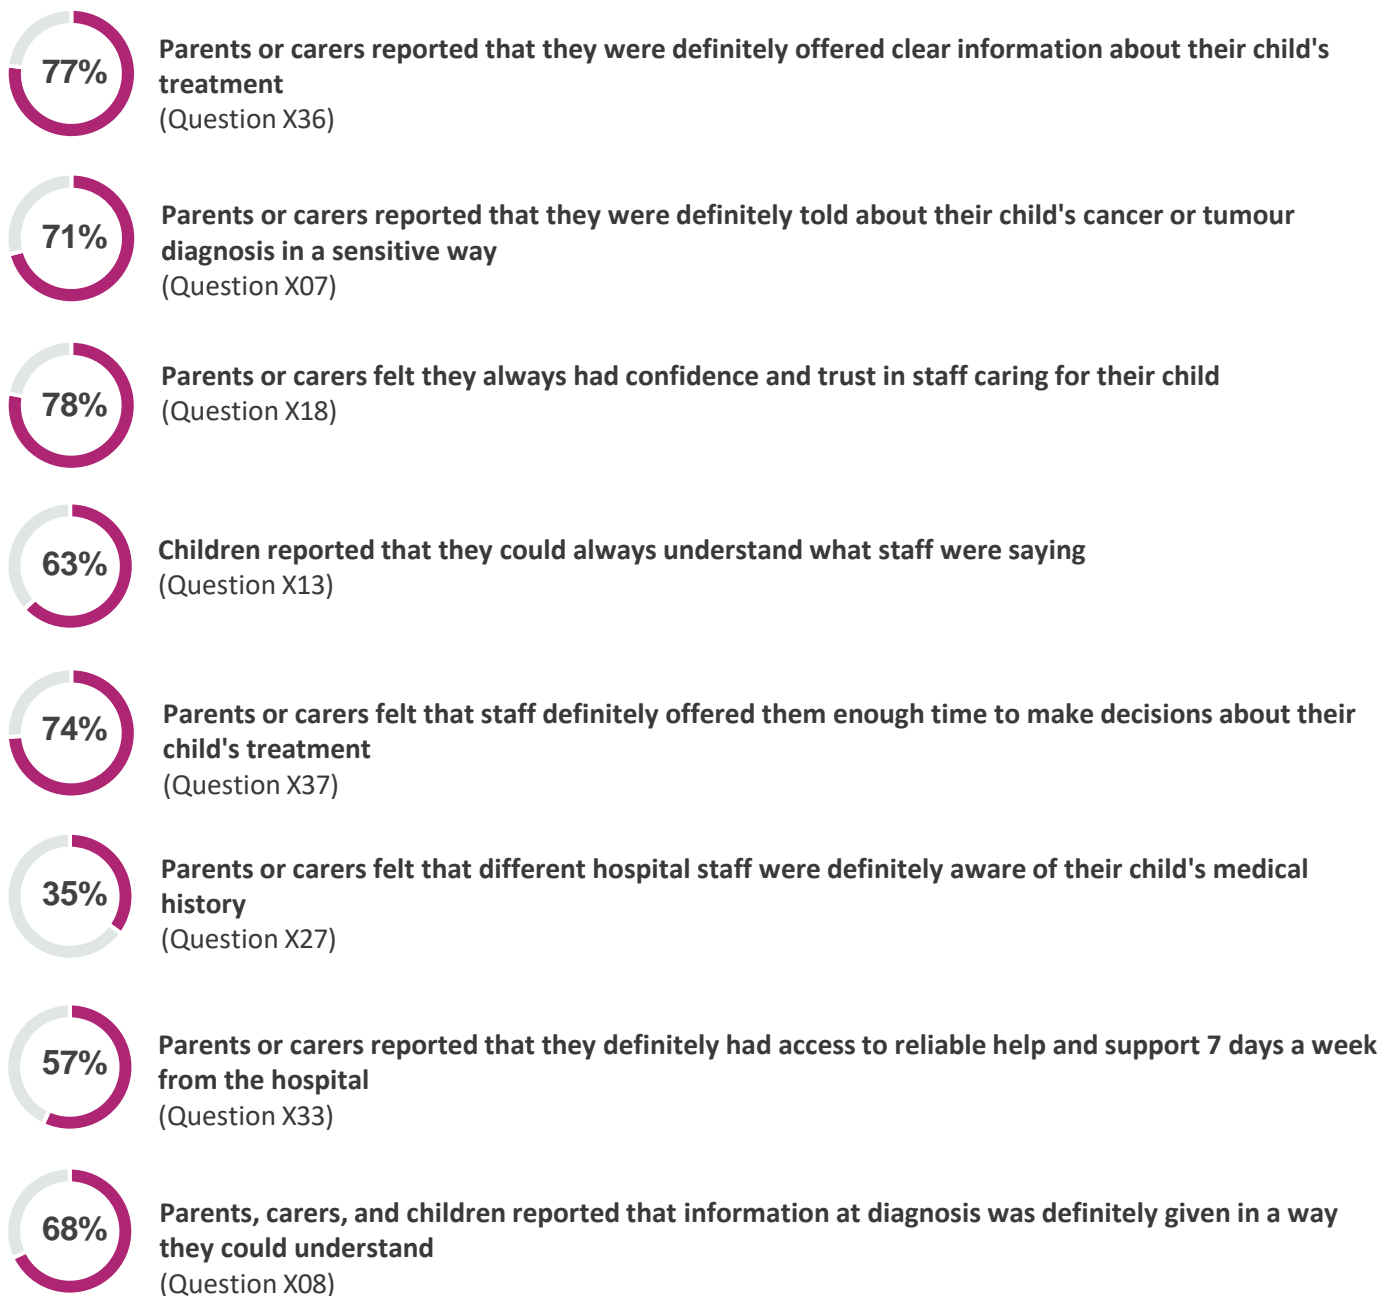 77%
Parents or carers reported that they were definitely offered clear information about their child's
treatment
(Question X36)
71%
Parents or carers reported that they were definitely told about their child's cancer or tumour
diagnosis in a sensitive way
(Question X07)
78%
Parents or carers felt they always had confidence and trust in staff caring for their child
(Question X18)
63%
Children reported that they could always understand what staff were saying
(Question X13)
74%
Parents or carers felt that staff definitely offered them enough time to make decisions about their
child's treatment
(Question X37)
35%
Parents or carers felt that different hospital staff were definitely aware of their child's medical
history
(Question X27)
57%
Parents or carers reported that they definitely had access to reliable help and support 7 days a week
from the hospital
(Question X33)
68%
Parents, carers, and children reported that information at diagnosis was definitely given in a way
they could understand
(Question X08)